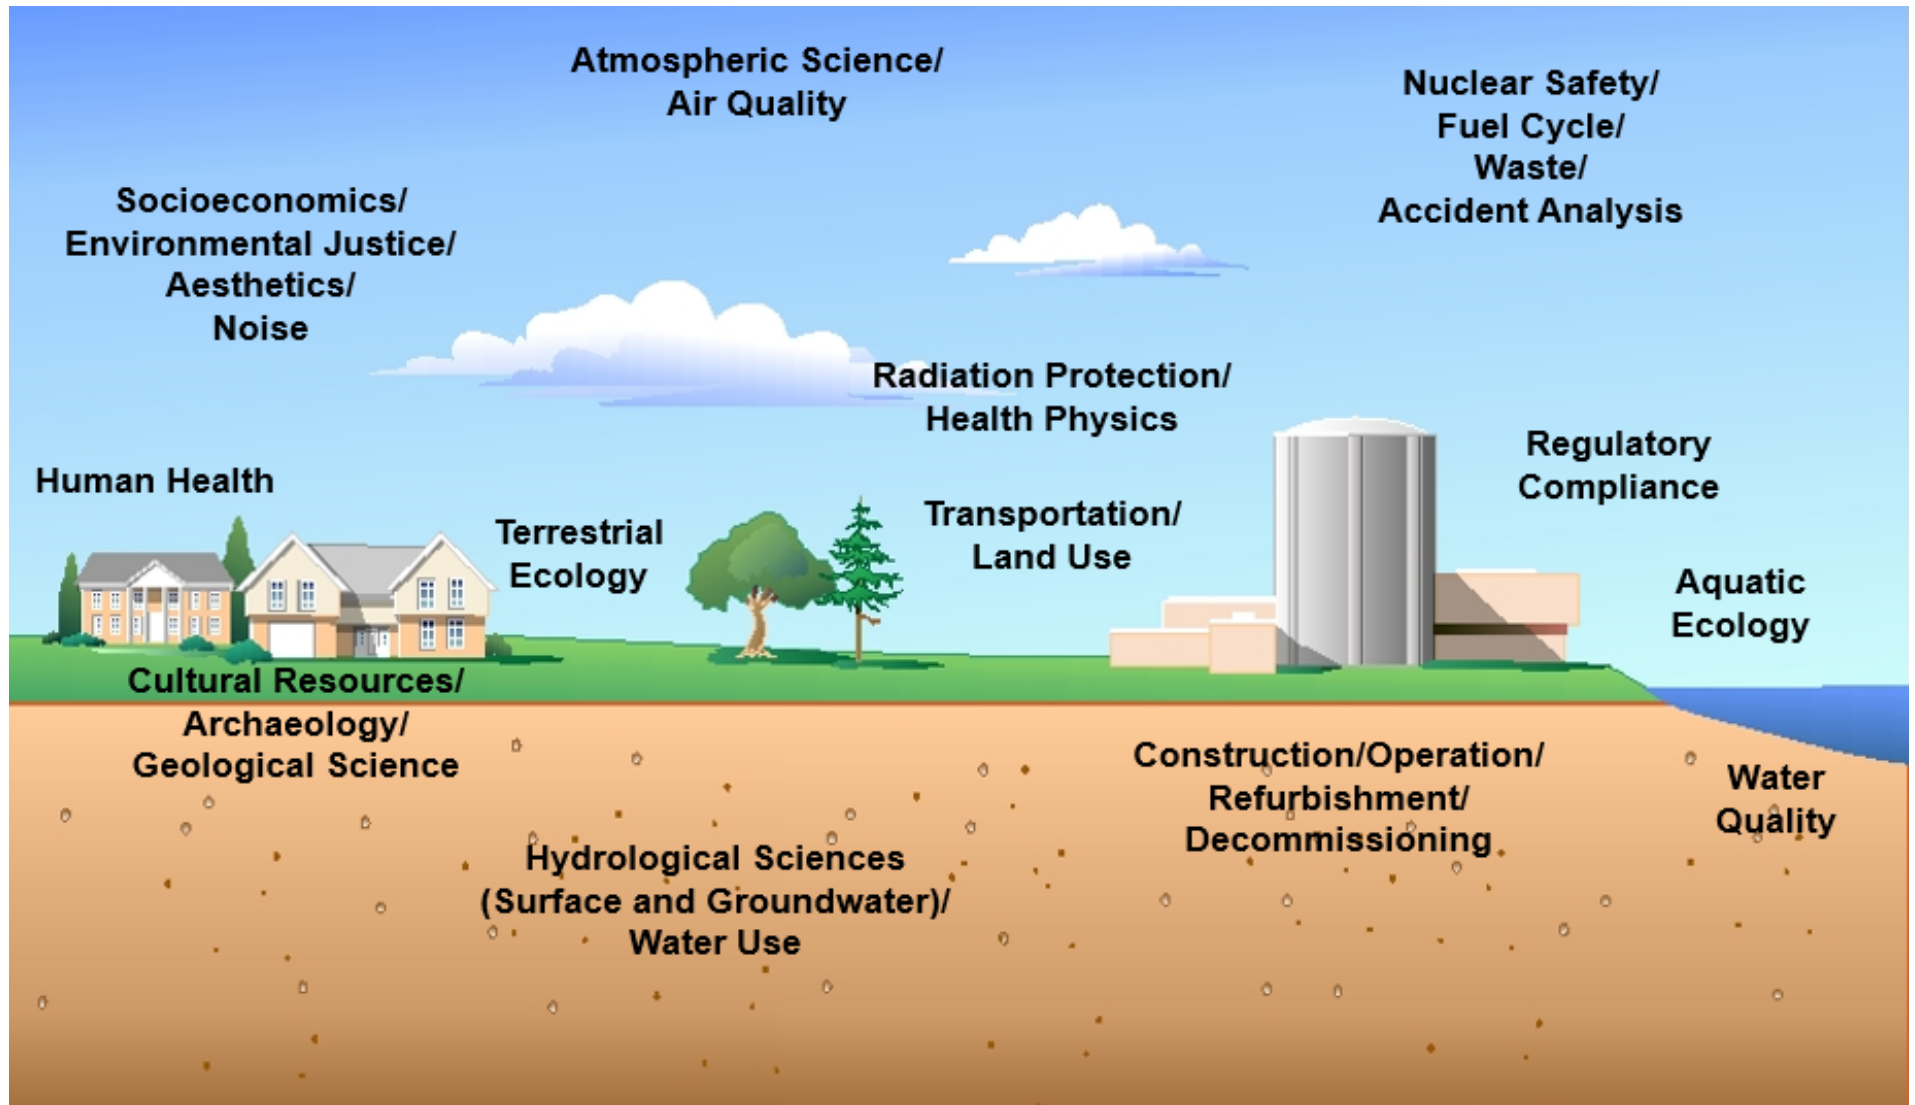 Atmospheric Science/
Air Quality
Nuclear Safety/
Fuel Cycle/
Waste/
Accident Analysis
Socioeconomics/
Environmental Justice/
Aesthetics/
Noise
Radiation Protection/
Health Physics
Regulatory
Compliance
Human Health
Terrestrial
Ecology
Transportation/
Land Use
Aquatic
Ecology
Cultural Resources/
Archaeology/
Geological Science
Construction/Operation/
Refurbishment/
Decommissioning
Water
Quality
Hydrological Sciences
(Surface and Groundwater)/
Water Use